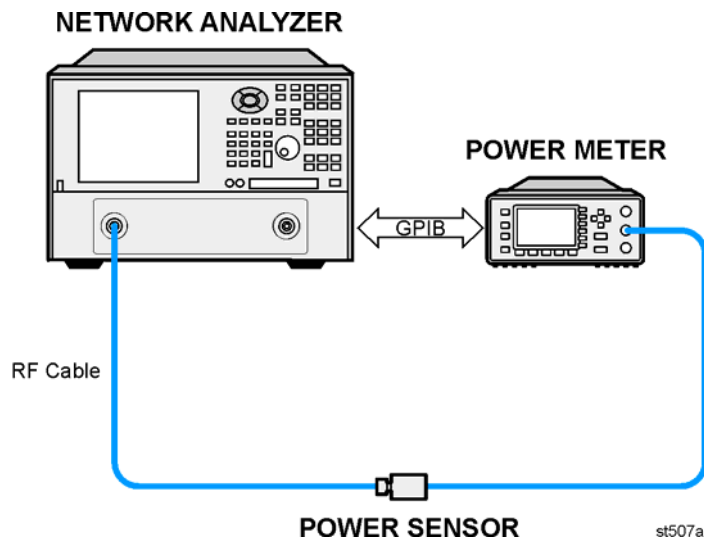 NETWORK ANALYZER
POWER METER
GPIB
RF Cable
POWER SENSOR
st507a